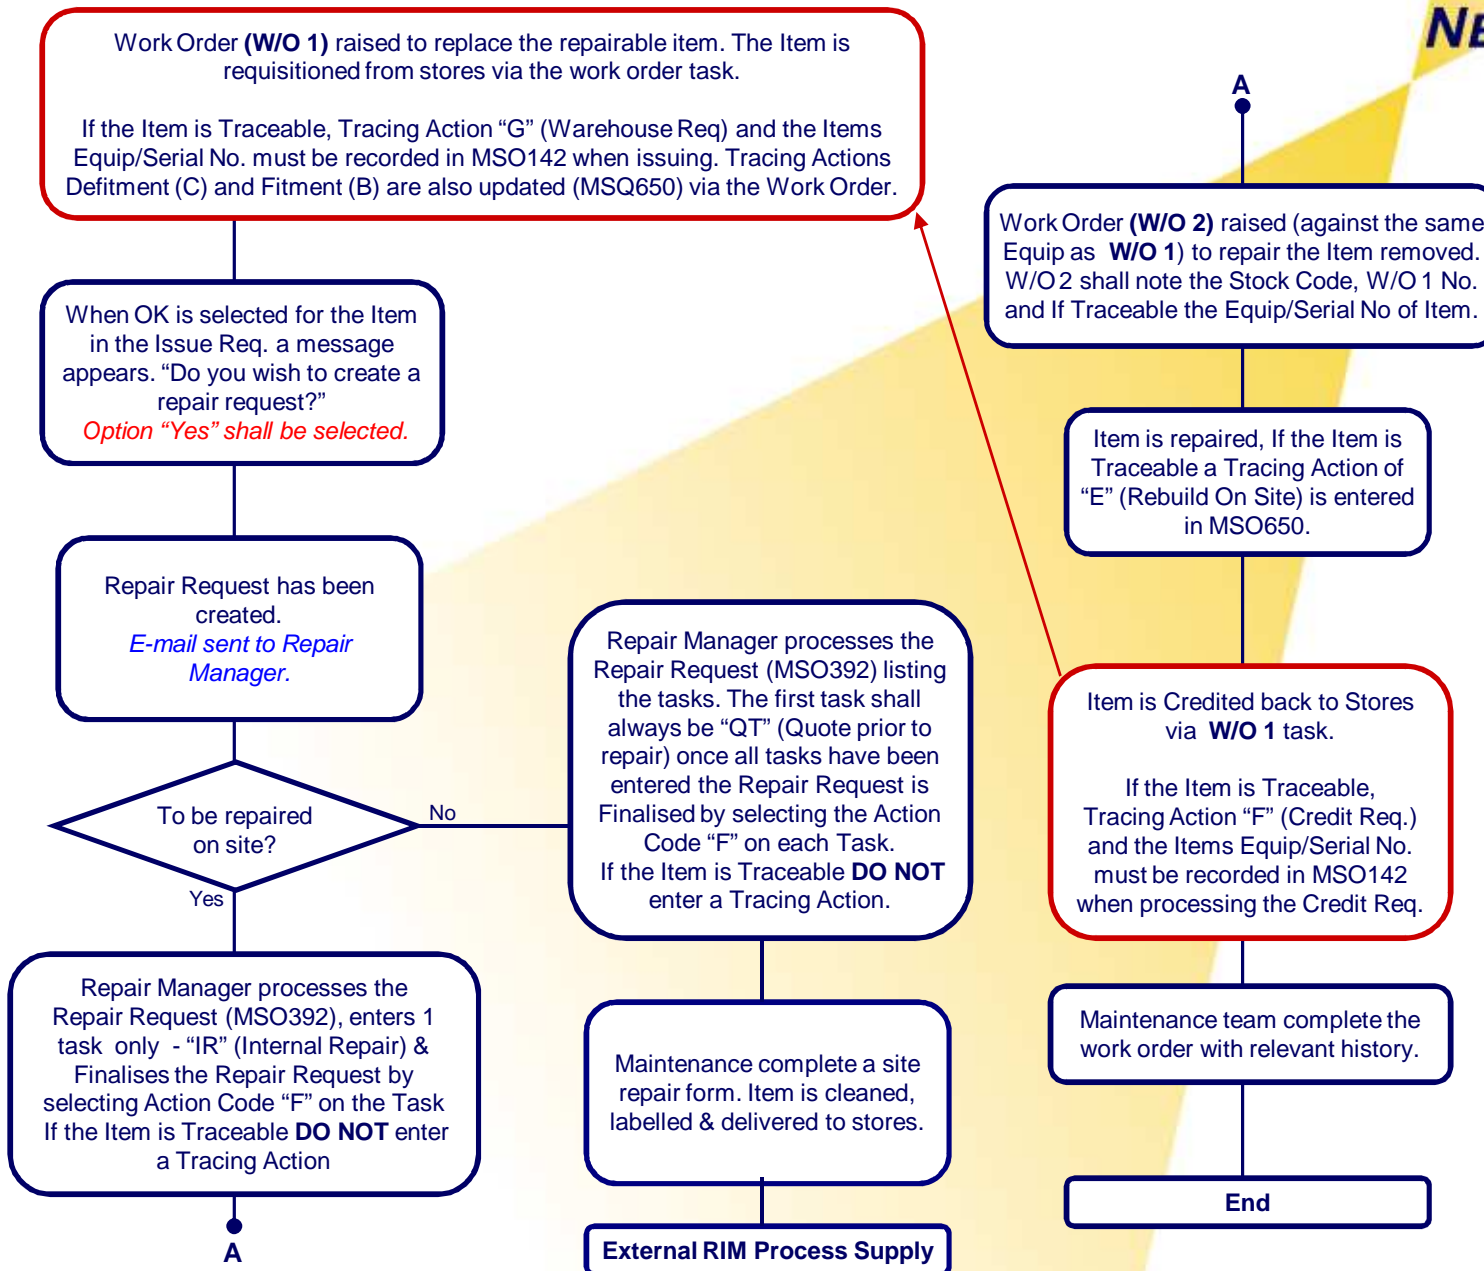 Work Order (W/O 1) raised to replace the repairable item. The Item is
requisitioned from stores via the work order task.
If the Item is Traceable, Tracing Action “G” (Warehouse Req) and the Items
Equip/Serial No. must be recorded in MSO142 when issuing. Tracing Actions
Defitment (C) and Fitment (B) are also updated (MSQ650) via the Work Order.
When OK is selected for the Item
in the Issue Req. a message
appears. “Do you wish to create a
repair request?”
Option “Yes” shall be selected.
Repair Request has been
created.
E-mail sent to Repair
Manager.
To be repaired
on site?
No
Yes
Repair Manager processes the
Repair Request (MSO392), enters 1
task only - “IR” (Internal Repair) &
Finalises the Repair Request by
selecting Action Code “F” on the Task
If the Item is Traceable DO NOT enter
a Tracing Action
A
Repair Manager processes the
Repair Request (MSO392) listing
the tasks. The first task shall
always be “QT” (Quote prior to
repair) once all tasks have been
entered the Repair Request is
Finalised by selecting the Action
Code “F” on each Task.
If the Item is Traceable DO NOT
enter a Tracing Action.
Maintenance complete a site
repair form. Item is cleaned,
labelled & delivered to stores.
External RIM Process Supply
NE
A
Work Order (W/O 2) raised (against the same
Equip as W/O 1) to repair the Item removed.
W/O 2 shall note the Stock Code, W/O 1 No.
and If Traceable the Equip/Serial No of Item.
Item is repaired, If the Item is
Traceable a Tracing Action of
“E” (Rebuild On Site) is entered
in MSO650.
Item is Credited back to Stores
via W/O 1 task.
If the Item is Traceable,
Tracing Action “F” (Credit Req.)
and the Items Equip/Serial No.
must be recorded in MSO142
when processing the Credit Req.
Maintenance team complete the
work order with relevant history.
End